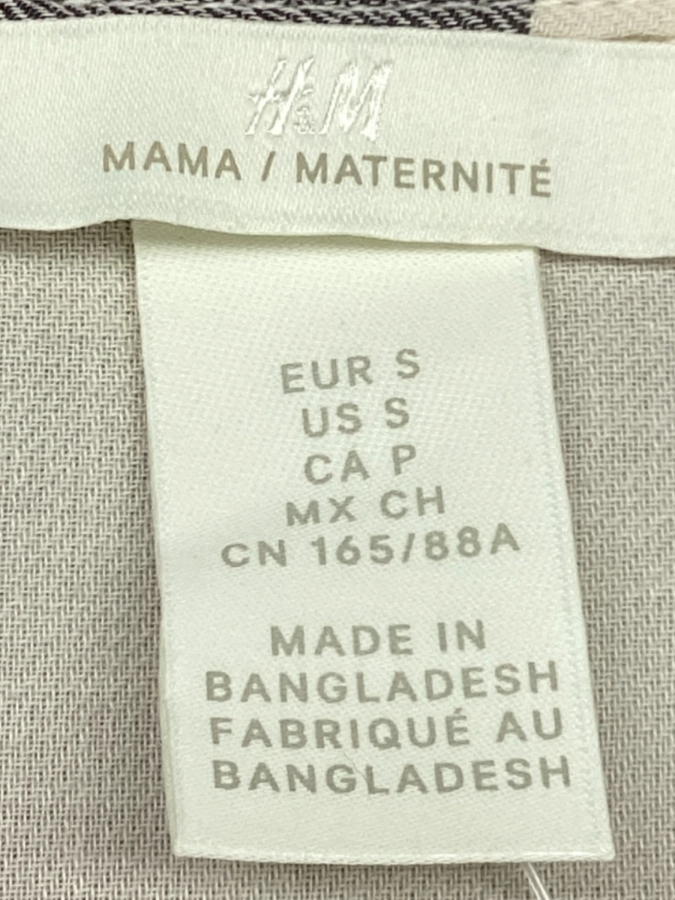 H&M
MAMA / MATERNITÉ
EUR S
US S
CA P
MX CH
CN 165/88A
MADE IN
BANGLADESH
FABRIQUÉ AU
BANGLADESH